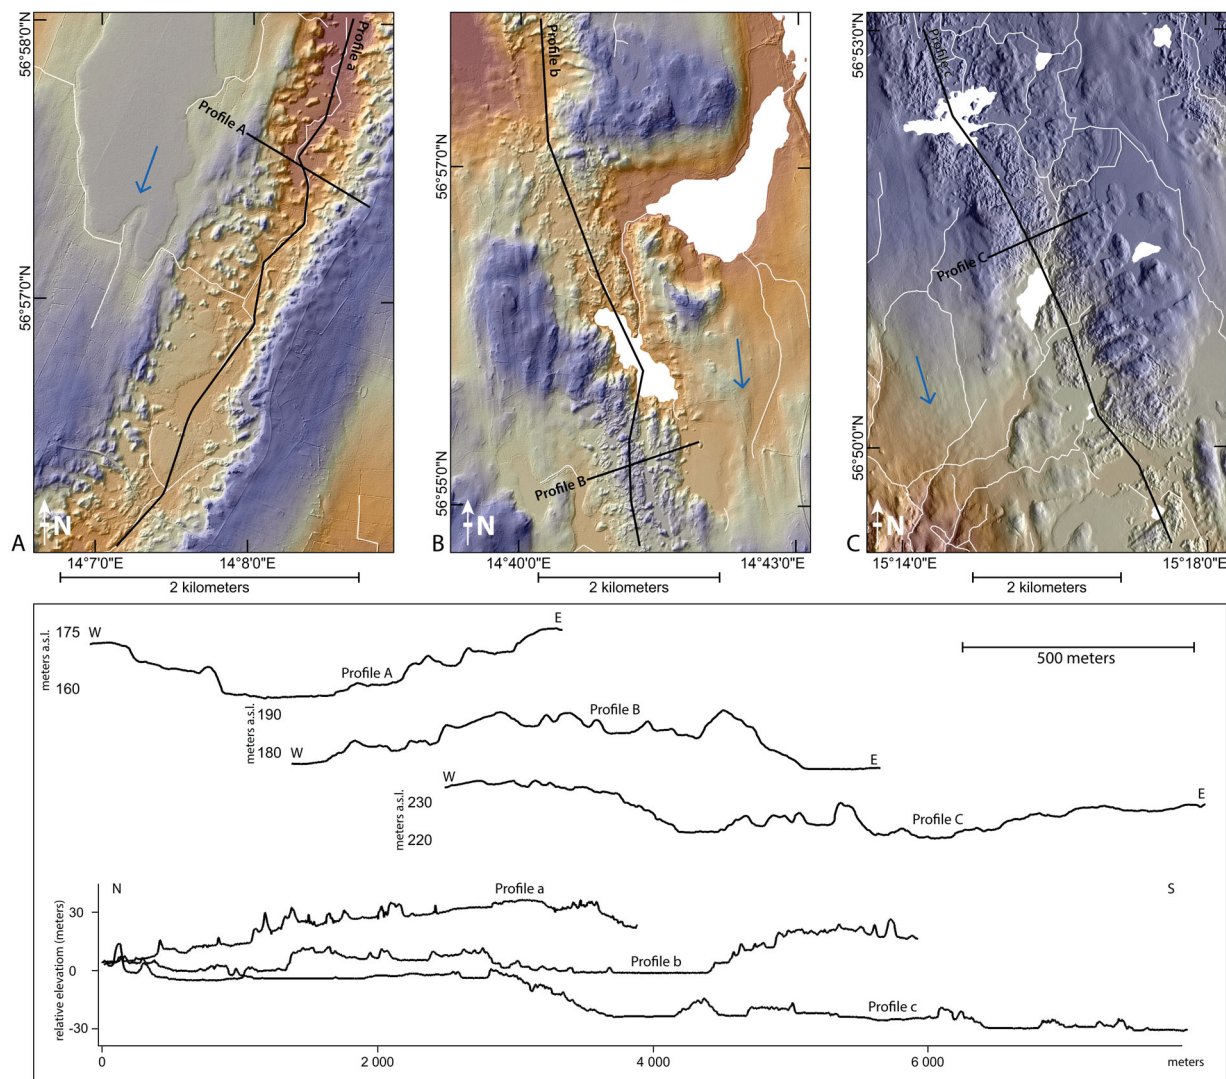 56°58'0"N
56°57'0"N
Profile a
Profile A
N
A
14°7'0"E
14°8'0"E
2 kilometers
56°57'0"N
56°55'0"N
Profile b
Profile B
N
B
14°40'0"E
14°43'0"E
2 kilometers
56°53'0"N
56°50'0"N
Profile c
Profile C
N
C
15°14'0"E
15°18'0"E
2 kilometers
meters a.s.l.
175
160
W
E
Profile A
500 meters
meters a.s.l.
190
180
W
Profile B
E
meters a.s.l.
230
220
W
Profile C
E
relative elevatiom (meters)
30
0
-30
N
S
Profile a
Profile b
Profile c
0
2 000
4 000
6 000
meters